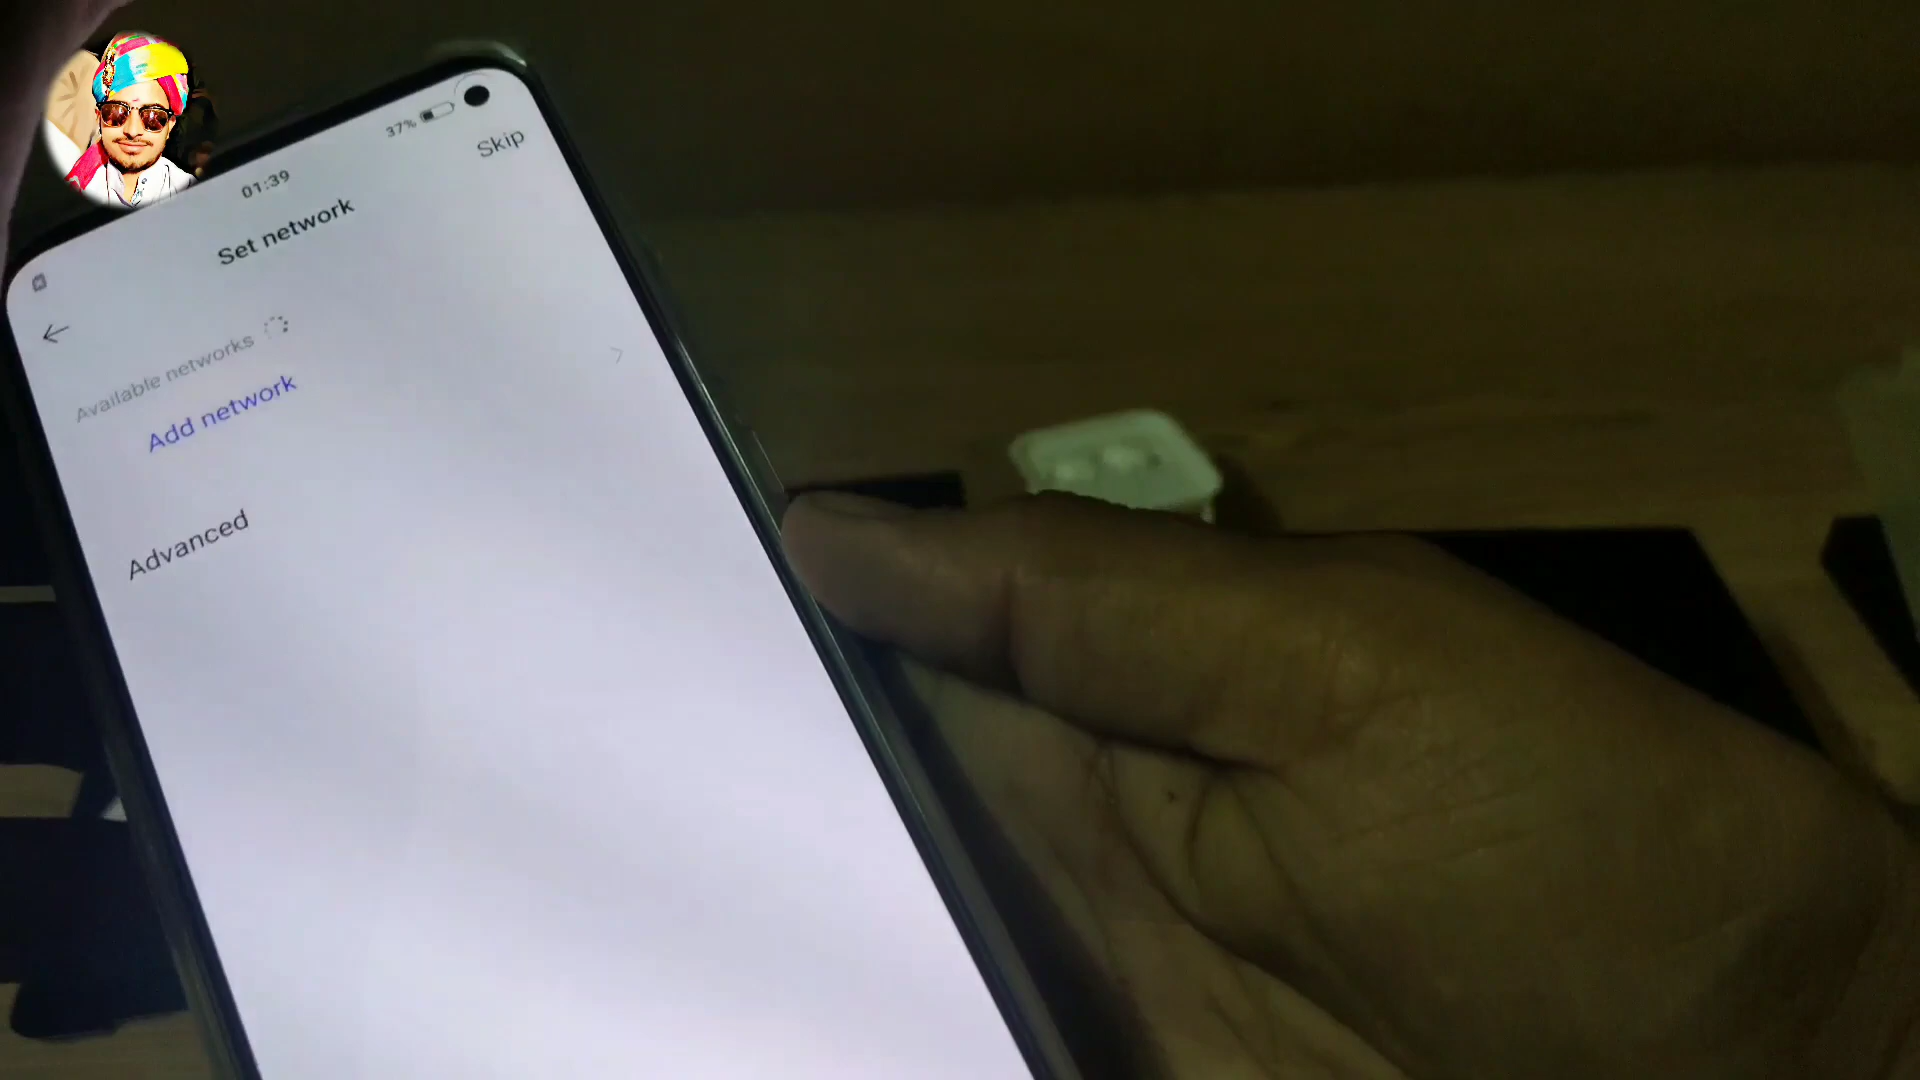 37%
Skip
01:39
Set network
Available networks
Add network
Advanced